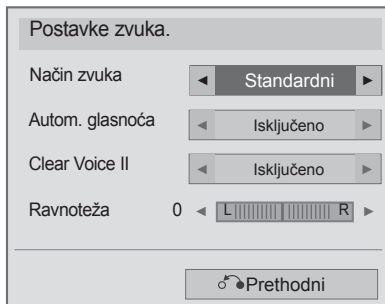 Postavke zvuka.
Način zvuka ◄ Standardni ►
Autom. glasnoća ◄ Isključeno ►
Clear Voice II ◄ Isključeno ►
Ravnoteža 0 ◄ L R ►
Prethodni